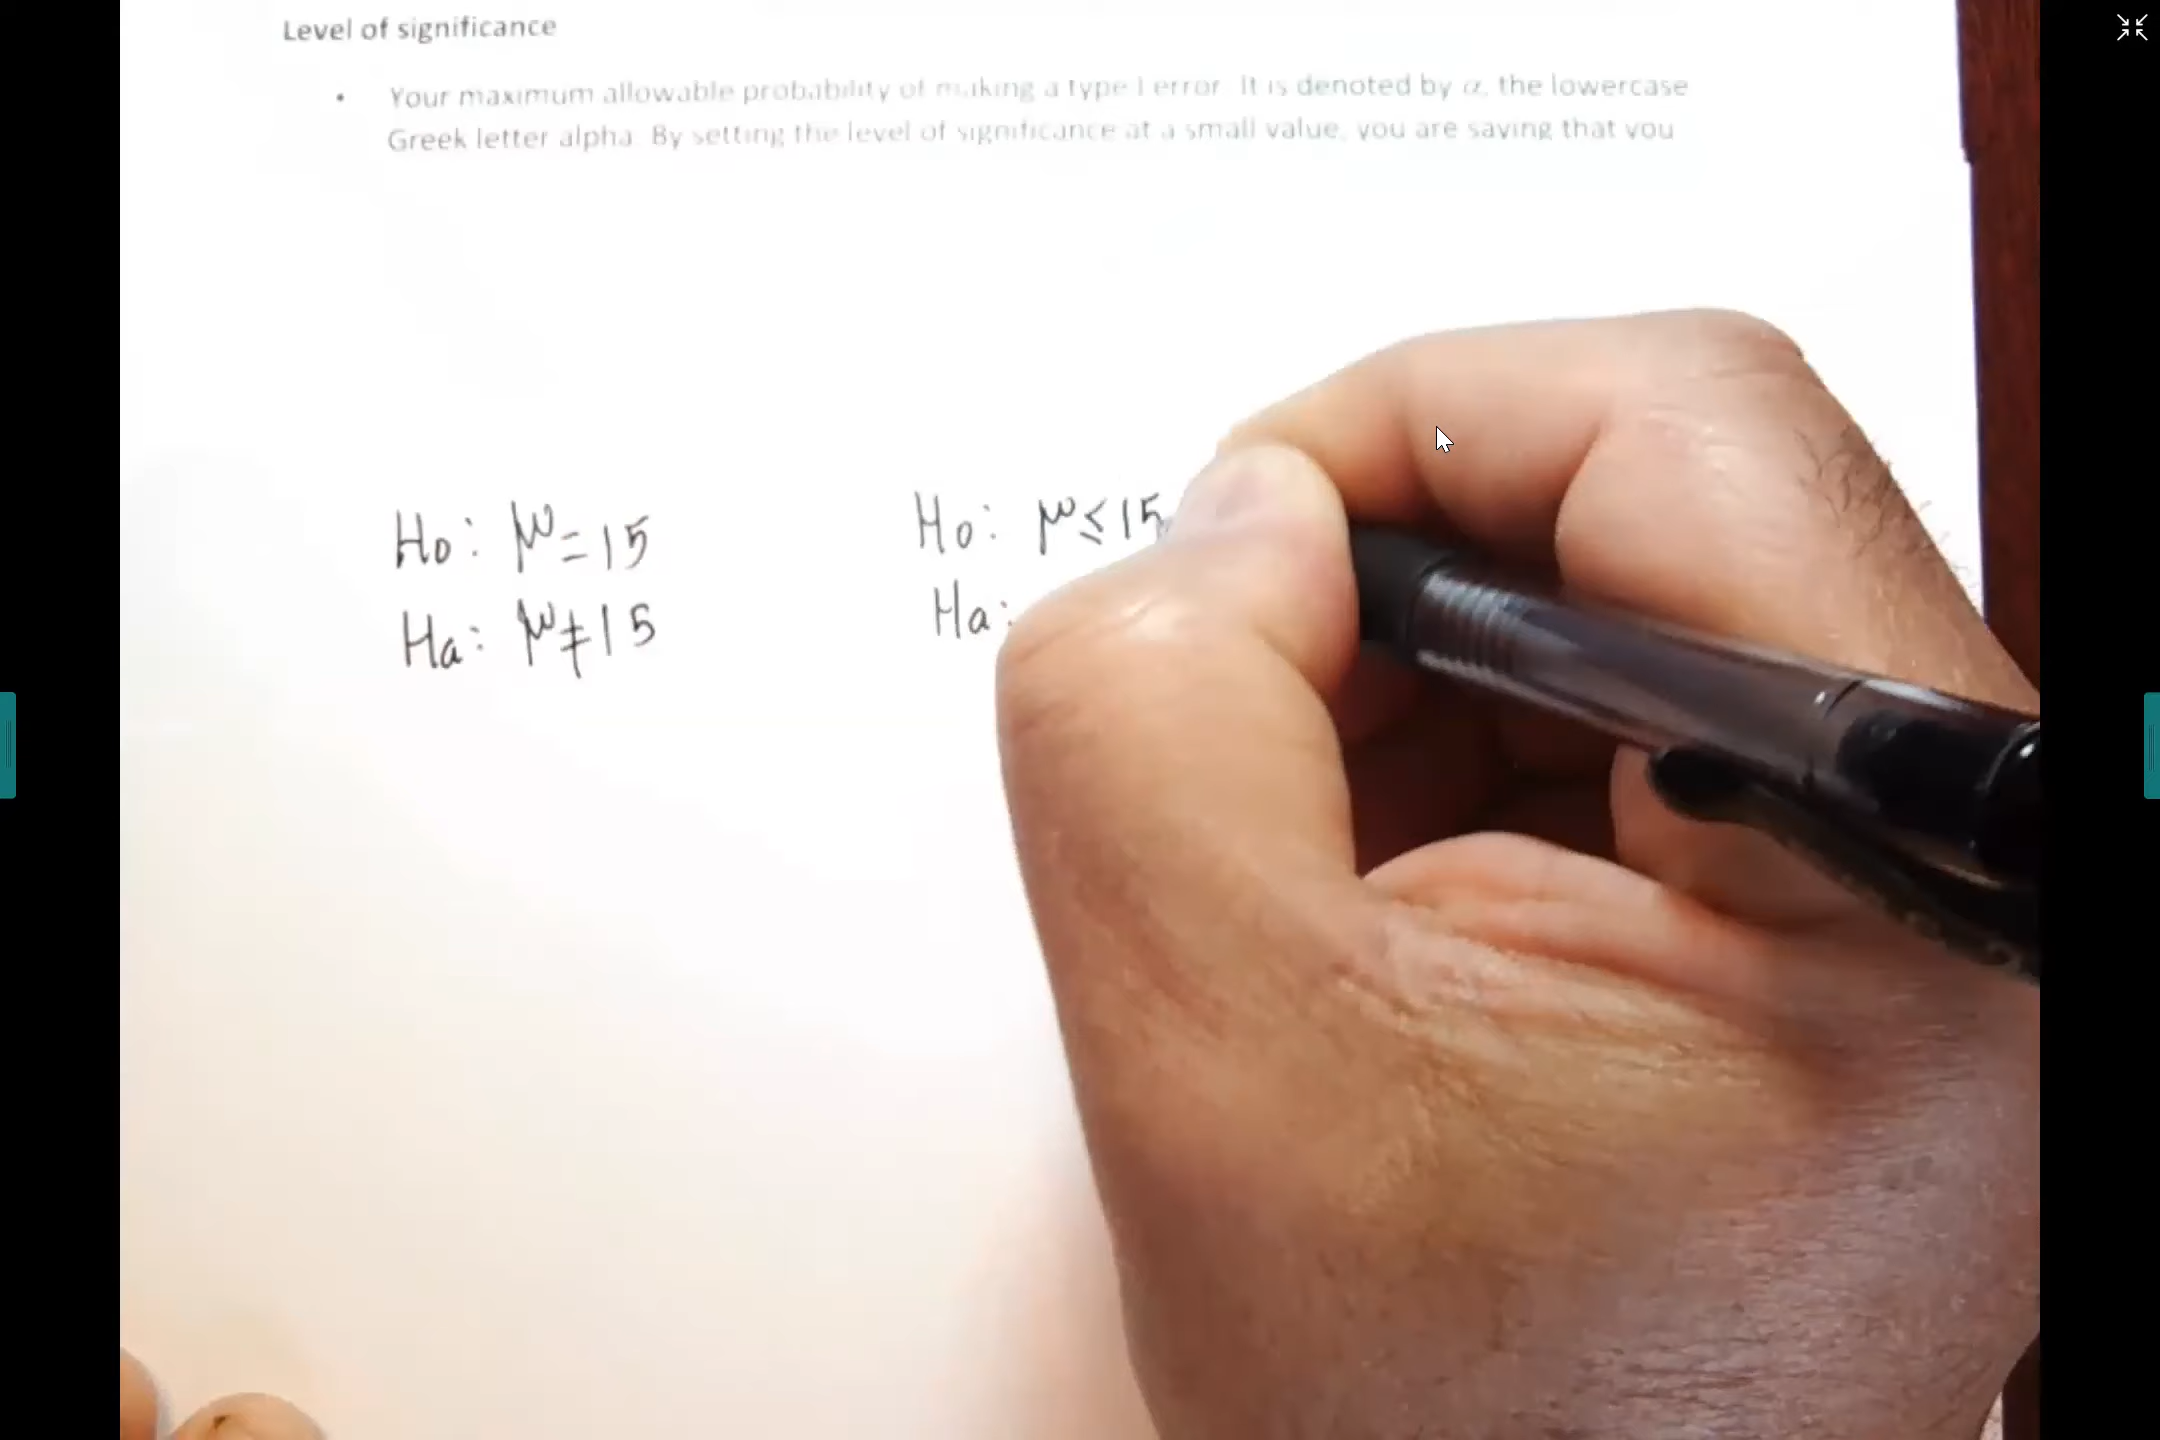 Level of significance
• Your maximum allowable probability of making a type I error. It is denoted by α, the lowercase
Greek letter alpha. By setting the level of significance at a small value, you are saying that you
Ho: μ = 15
Ha: μ ≠ 15
Ho: μ ≤ 15
Ha: